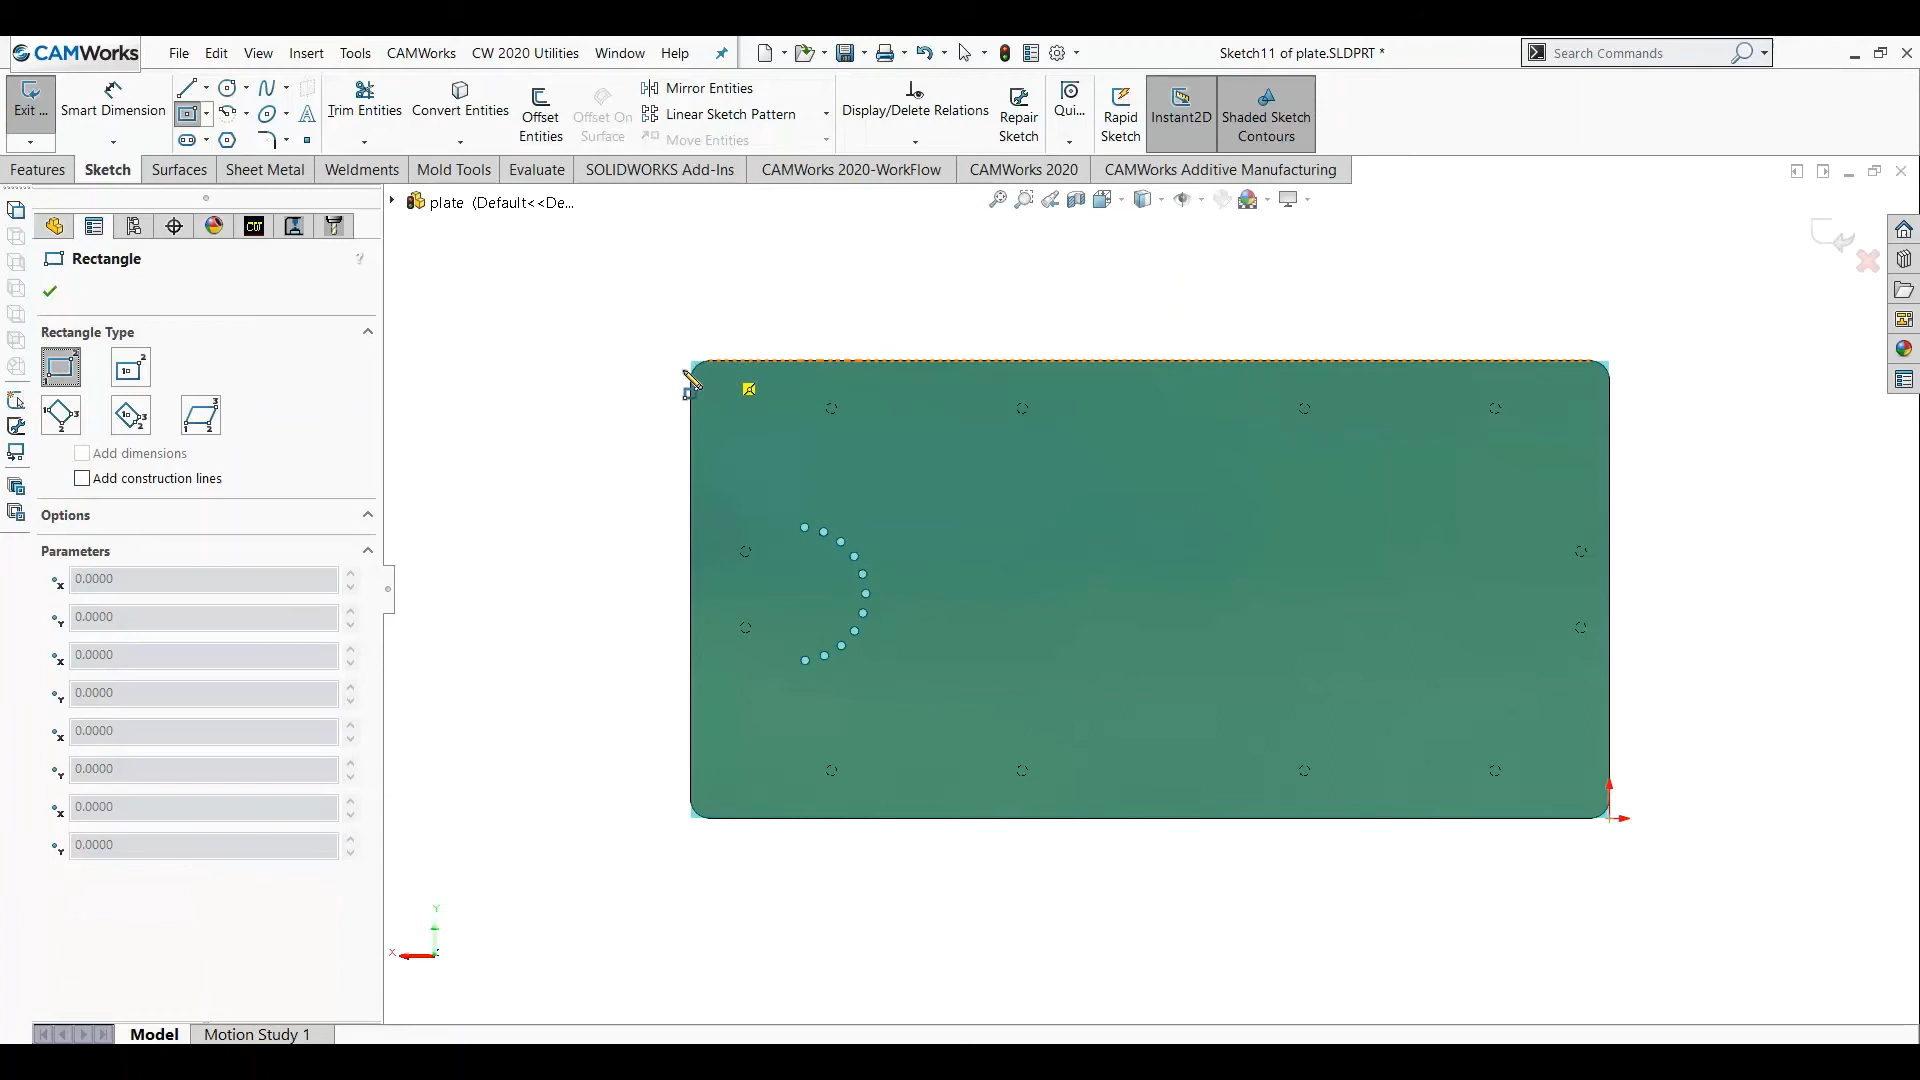 CAMWorks File Edit View Insert Tools CAMWorks CW 2020 Utilities Window Help Sketch11 of plate.SLDPRT * Search Commands
Exit ... Smart Dimension Trim Entities Convert Entities Offset Entities Offset On Surface Mirror Entities Display/Delete Relations Repair Sketch Qui... Rapid Sketch Instant2D Shaded Sketch Contours
Linear Sketch Pattern
Move Entities
Features Sketch Surfaces Sheet Metal Weldments Mold Tools Evaluate SOLIDWORKS Add-Ins CAMWorks 2020-WorkFlow CAMWorks 2020 CAMWorks Additive Manufacturing
plate (Default<<De...
Rectangle ?
Rectangle Type
Add dimensions
Add construction lines
Options
Parameters
x 0.0000
Y 0.0000
x 0.0000
Y 0.0000
x 0.0000
Y 0.0000
x 0.0000
Y 0.0000
Y
X
Model Motion Study 1